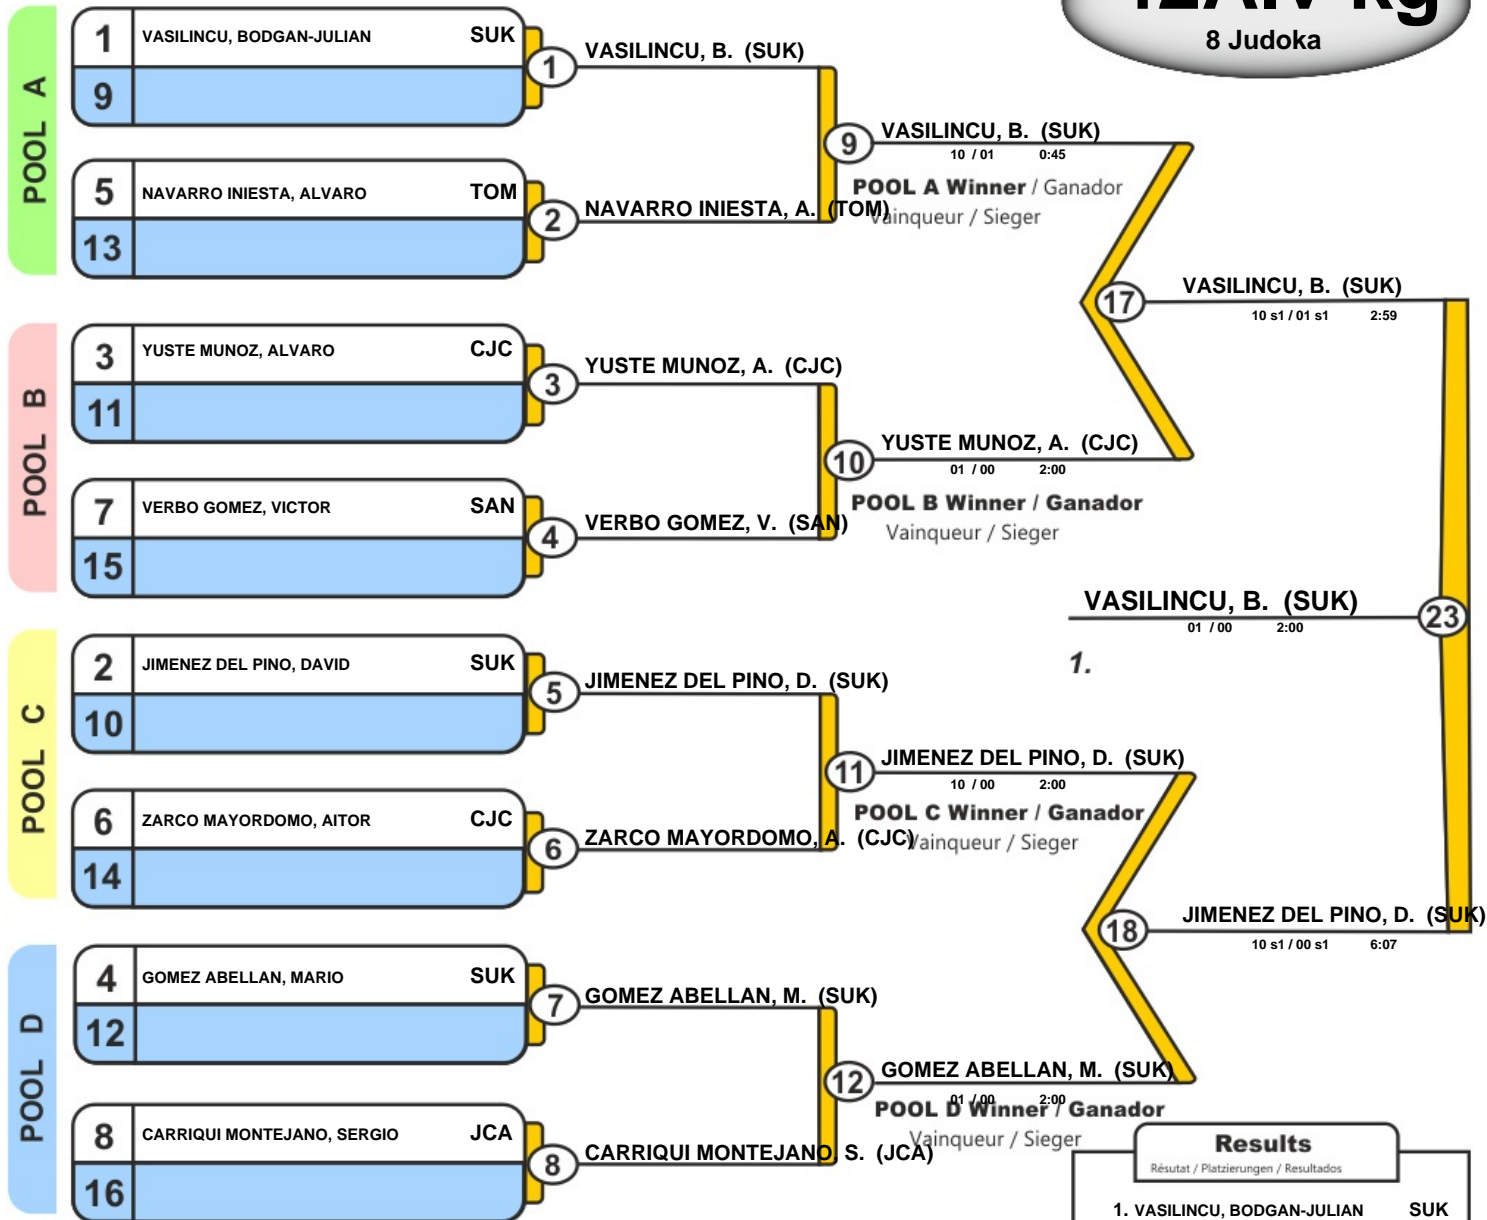 8 Judoka
POOL A
1 VASILINCU, BODGAN-JULIAN SUK
9
1 VASILINCU, B. (SUK)
5 NAVARRO INIESTA, ALVARO TOM
13
2 NAVARRO INIESTA, A. (TOM)
9 VASILINCU, B. (SUK)
10 / 01 0:45
POOL A Winner / Ganador
Vainqueur / Sieger
POOL B
3 YUSTE MUNOZ, ALVARO CJC
11
3 YUSTE MUNOZ, A. (CJC)
7 VERBO GOMEZ, VICTOR SAN
15
4 VERBO GOMEZ, V. (SAN)
10 YUSTE MUNOZ, A. (CJC)
01 / 00 2:00
POOL B Winner / Ganador
Vainqueur / Sieger
17 VASILINCU, B. (SUK)
10 s1 / 01 s1 2:59
VASILINCU, B. (SUK) 23
01 / 00 2:00
1.
POOL C
2 JIMENEZ DEL PINO, DAVID SUK
10
5 JIMENEZ DEL PINO, D. (SUK)
6 ZARCO MAYORDOMO, AITOR CJC
14
6 ZARCO MAYORDOMO, A. (CJC)
11 JIMENEZ DEL PINO, D. (SUK)
10 / 00 2:00
POOL C Winner / Ganador
Vainqueur / Sieger
POOL D
4 GOMEZ ABELLAN, MARIO SUK
12
7 GOMEZ ABELLAN, M. (SUK)
8 CARRIQUI MONTEJANO, SERGIO JCA
16
8 CARRIQUI MONTEJANO, S. (JCA)
12 GOMEZ ABELLAN, M. (SUK)
01 / 00 2:00
POOL D Winner / Ganador
Vainqueur / Sieger
18 JIMENEZ DEL PINO, D. (SUK)
10 s1 / 00 s1 6:07
Results
Résutat / Platzierungen / Resultados
1. VASILINCU, BODGAN-JULIAN SUK